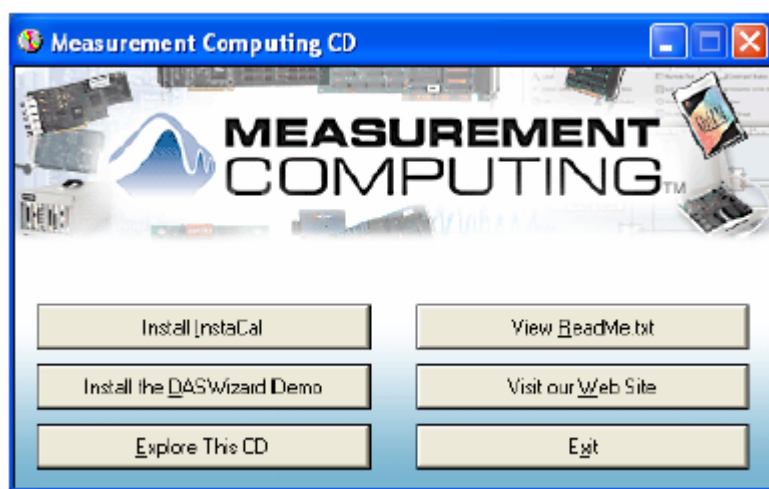 Measurement Computing CD
MEASUREMENT
COMPUTING™
Install InstaCal
View ReadMe.txt
Install the DASWizard Demo
Visit our Web Site
Explore This CD
Exit